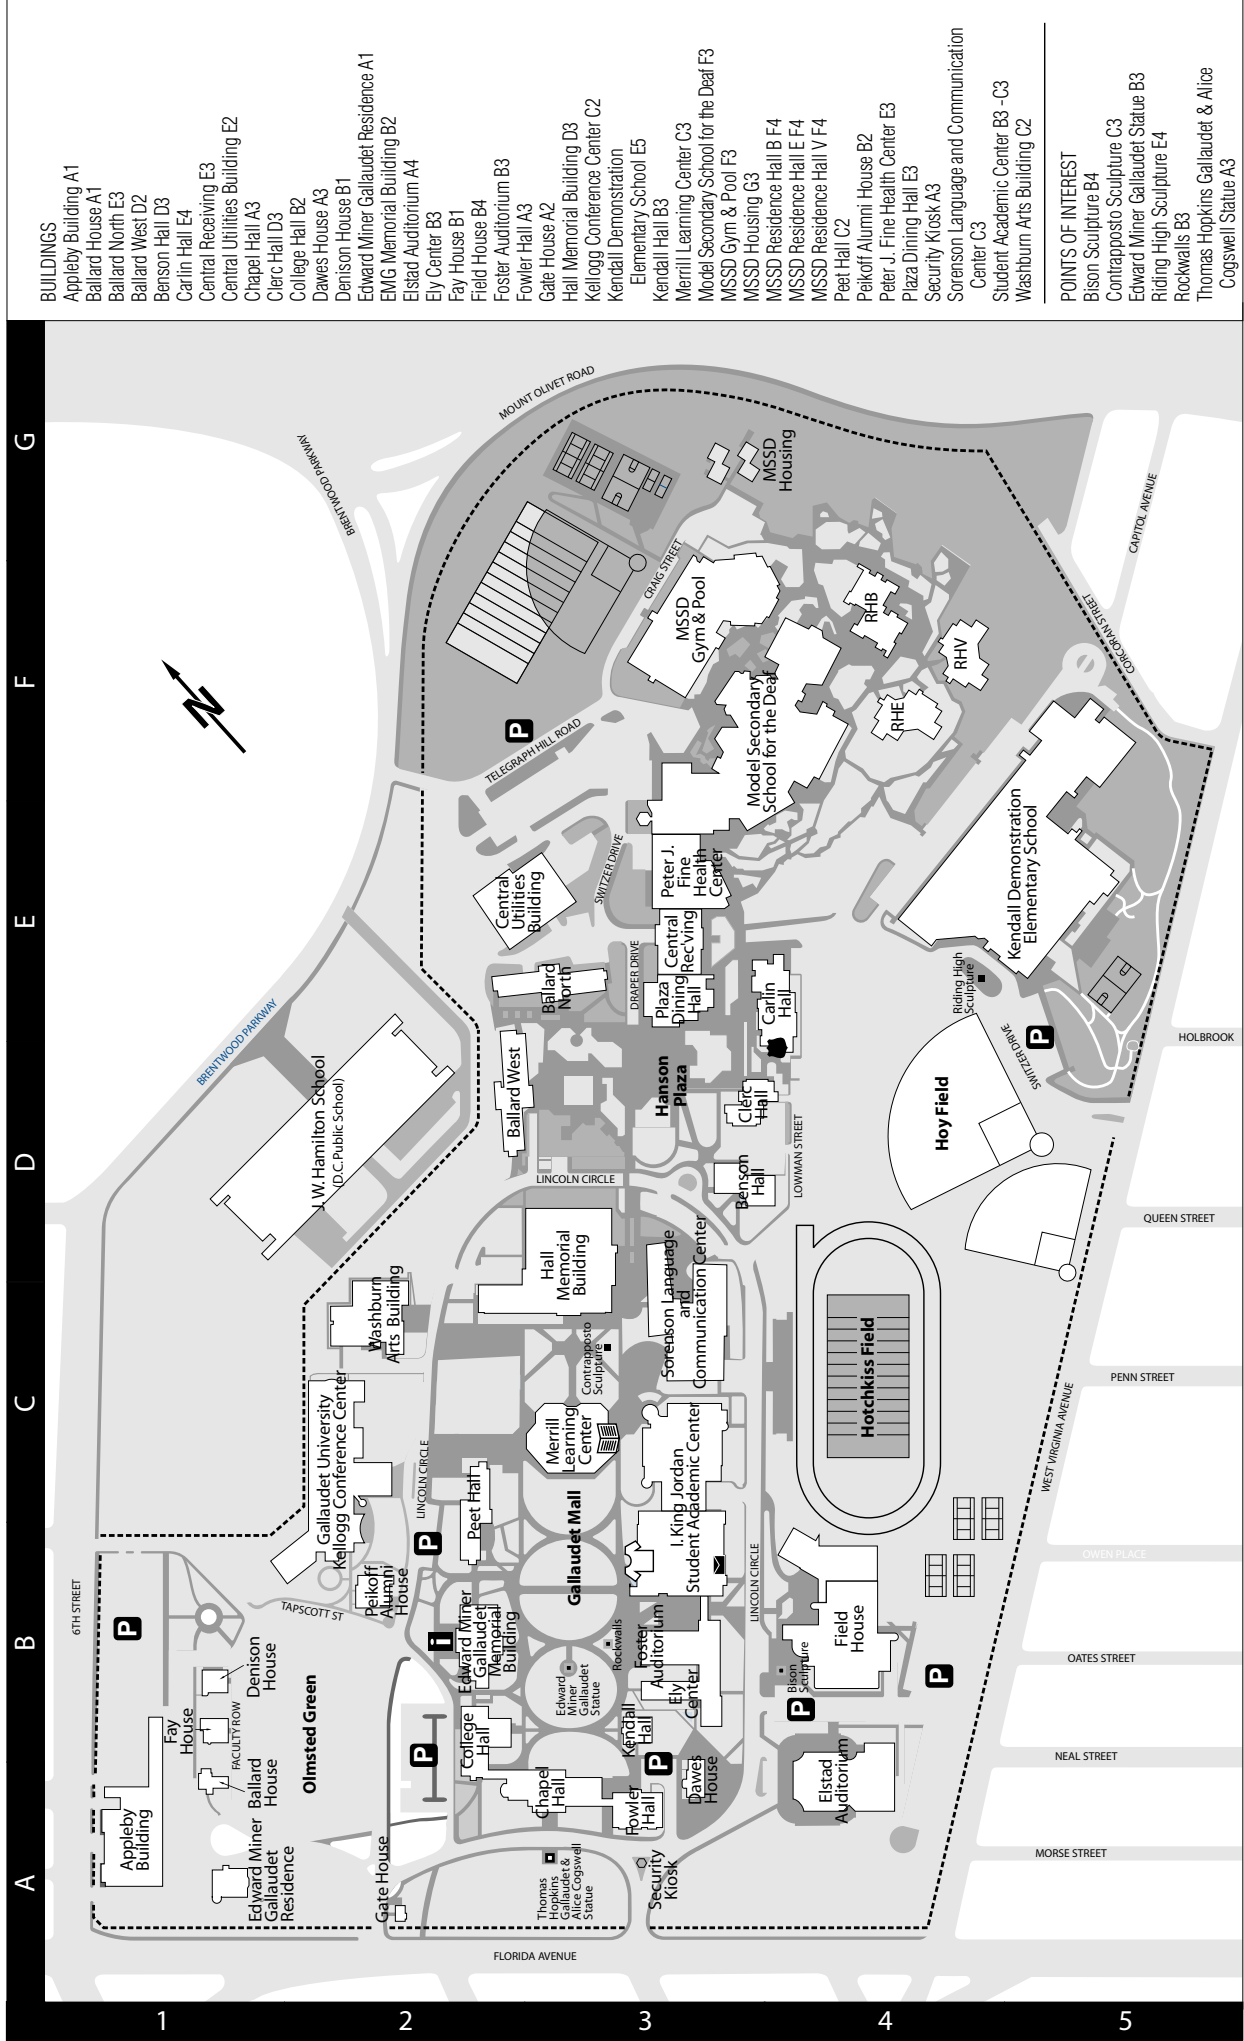 BUILDINGS
Appleby Building A1
Ballard House A1
Ballard North E3
Ballard West D2
Benson Hall D3
Carlin Hall E4
Central Receiving E3
Central Utilities Building E2
Chapel Hall A3
Clerc Hall D3
College Hall B2
Dawes House A3
Denison House B1
Edward Miner Gallaudet Residence A1
EMG Memorial Building B2
Elstad Auditorium A4
Ely Center B3
Fay House B1
Field House B4
Foster Auditorium B3
Fowler Hall A3
Gate House A2
Hall Memorial Building D3
Kellogg Conference Center C2
Kendall Demonstration
Elementary School E5
Kendall Hall B3
Merrill Learning Center C3
Model Secondary School for the Deaf F3
MSSD Gym & Pool F3
MSSD Housing G3
MSSD Residence Hall B F4
MSSD Residence Hall E F4
MSSD Residence Hall V F4
Peet Hall C2
Peikoff Alumni House B2
Peter J. Fine Health Center E3
Plaza Dining Hall E3
Security Kiosk A3
Sorenson Language and Communication
Center C3
Student Academic Center B3 -C3
Washburn Arts Building C2
POINTS OF INTEREST
Bison Sculpture B4
Contrapposto Sculpture C3
Edward Miner Gallaudet Statue B3
Riding High Sculpture E4
Rockwalls B3
Thomas Hopkins Gallaudet & Alice
Cogswell Statue A3
A
B
C
D
E
F
G
1
2
3
4
5
N
6TH STREET
BRENTWOOD PARKWAY
BRENTWOOD PARKWAY
MOUNT OLIVET ROAD
Appleby
Building
Edward Miner
Gallaudet
Residence
Ballard
House
Fay
House
Denison
House
FACULTY ROW
Olmsted Green
P
TAPSCOTT ST
Peikoff
Alumni
House
Gallaudet University
Kellogg Conference Center
Washburn
Arts Building
J. W. Hamilton School
(D.C. Public School)
Gate House
P
i
P
LINCOLN CIRCLE
College
Hall
Edward Miner
Gallaudet
Memorial
Building
Peet Hall
Chapel
Hall
Thomas
Hopkins
Gallaudet &
Alice Cogswell
Statue
Edward
Miner
Gallaudet
Statue
Gallaudet Mall
Rockwalls
Merrill
Learning
Center
Contrapposto
Sculpture
Hall
Memorial
Building
LINCOLN CIRCLE
Ballard West
Ballard
North
Central
Utilities
Building
SWITZER DRIVE
DRAPER DRIVE
TELEGRAPH HILL ROAD
P
CRAIG STREET
MSSD
Gym & Pool
MSSD
Housing
Security
Kiosk
Fowler
Hall
P
Dawes
House
Kendall
Hall
Ely
Center
Foster
Auditorium
I. King Jordan
Student Academic Center
Sorenson Language
and
Communication Center
Benson
Hall
Clerc
Hall
Hanson
Plaza
Plaza
Dining
Hall
Central
Rec'ving
Peter J.
Fine
Health
Center
Carlin
Hall
Model Secondary
School for the Deaf
RHB
RHE
RHV
LINCOLN CIRCLE
LOWMAN STREET
Elstad
Auditorium
P
Bison
Sculpture
Field
House
P
Hotchkiss Field
Hoy Field
Riding High
Sculpture
SWITZER DRIVE
P
Kendall Demonstration
Elementary School
CORCORAN STREET
CAPITOL AVENUE
FLORIDA AVENUE
WEST VIRGINIA AVENUE
MORSE STREET
NEAL STREET
OATES STREET
OWEN PLACE
PENN STREET
QUEEN STREET
HOLBROOK